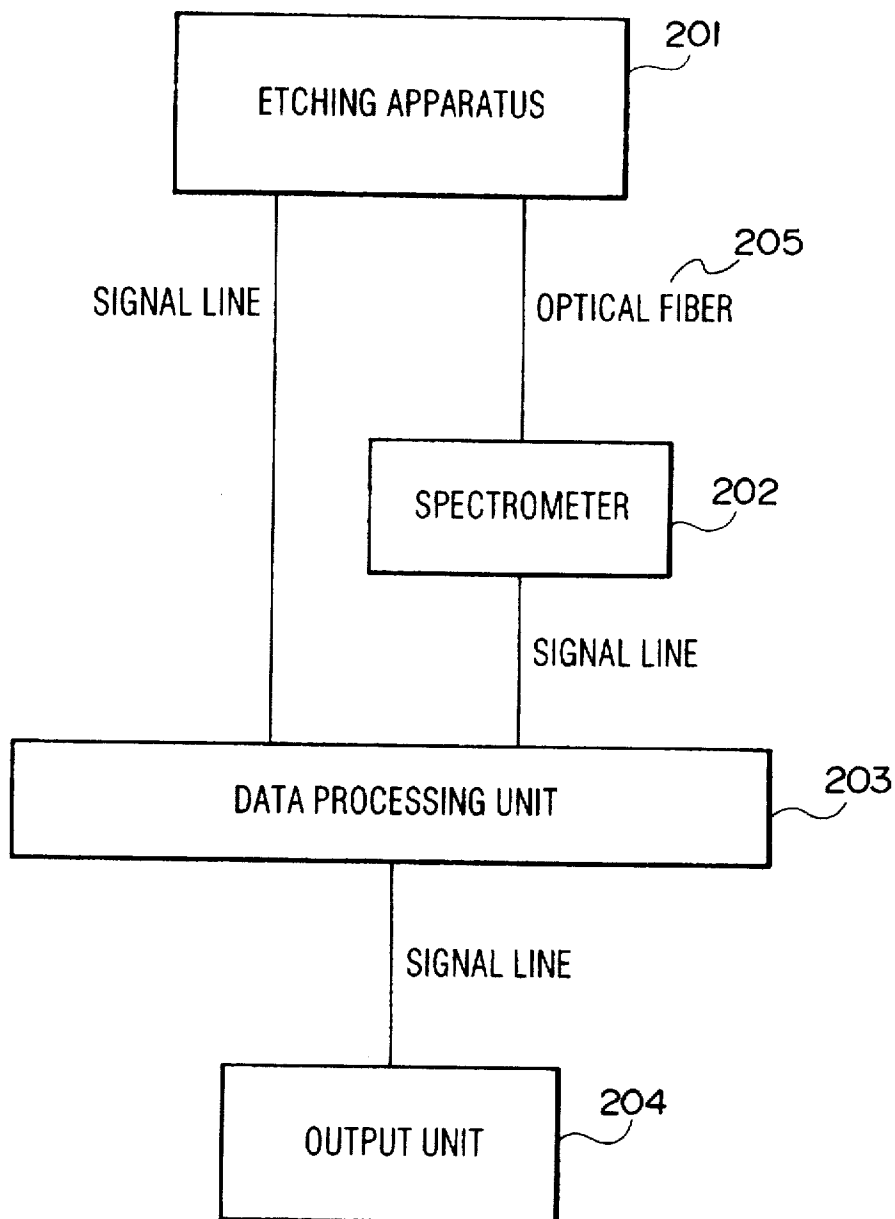 201
ETCHING APPARATUS
205
SIGNAL LINE
OPTICAL FIBER
SPECTROMETER
202
SIGNAL LINE
DATA PROCESSING UNIT
203
SIGNAL LINE
OUTPUT UNIT
204